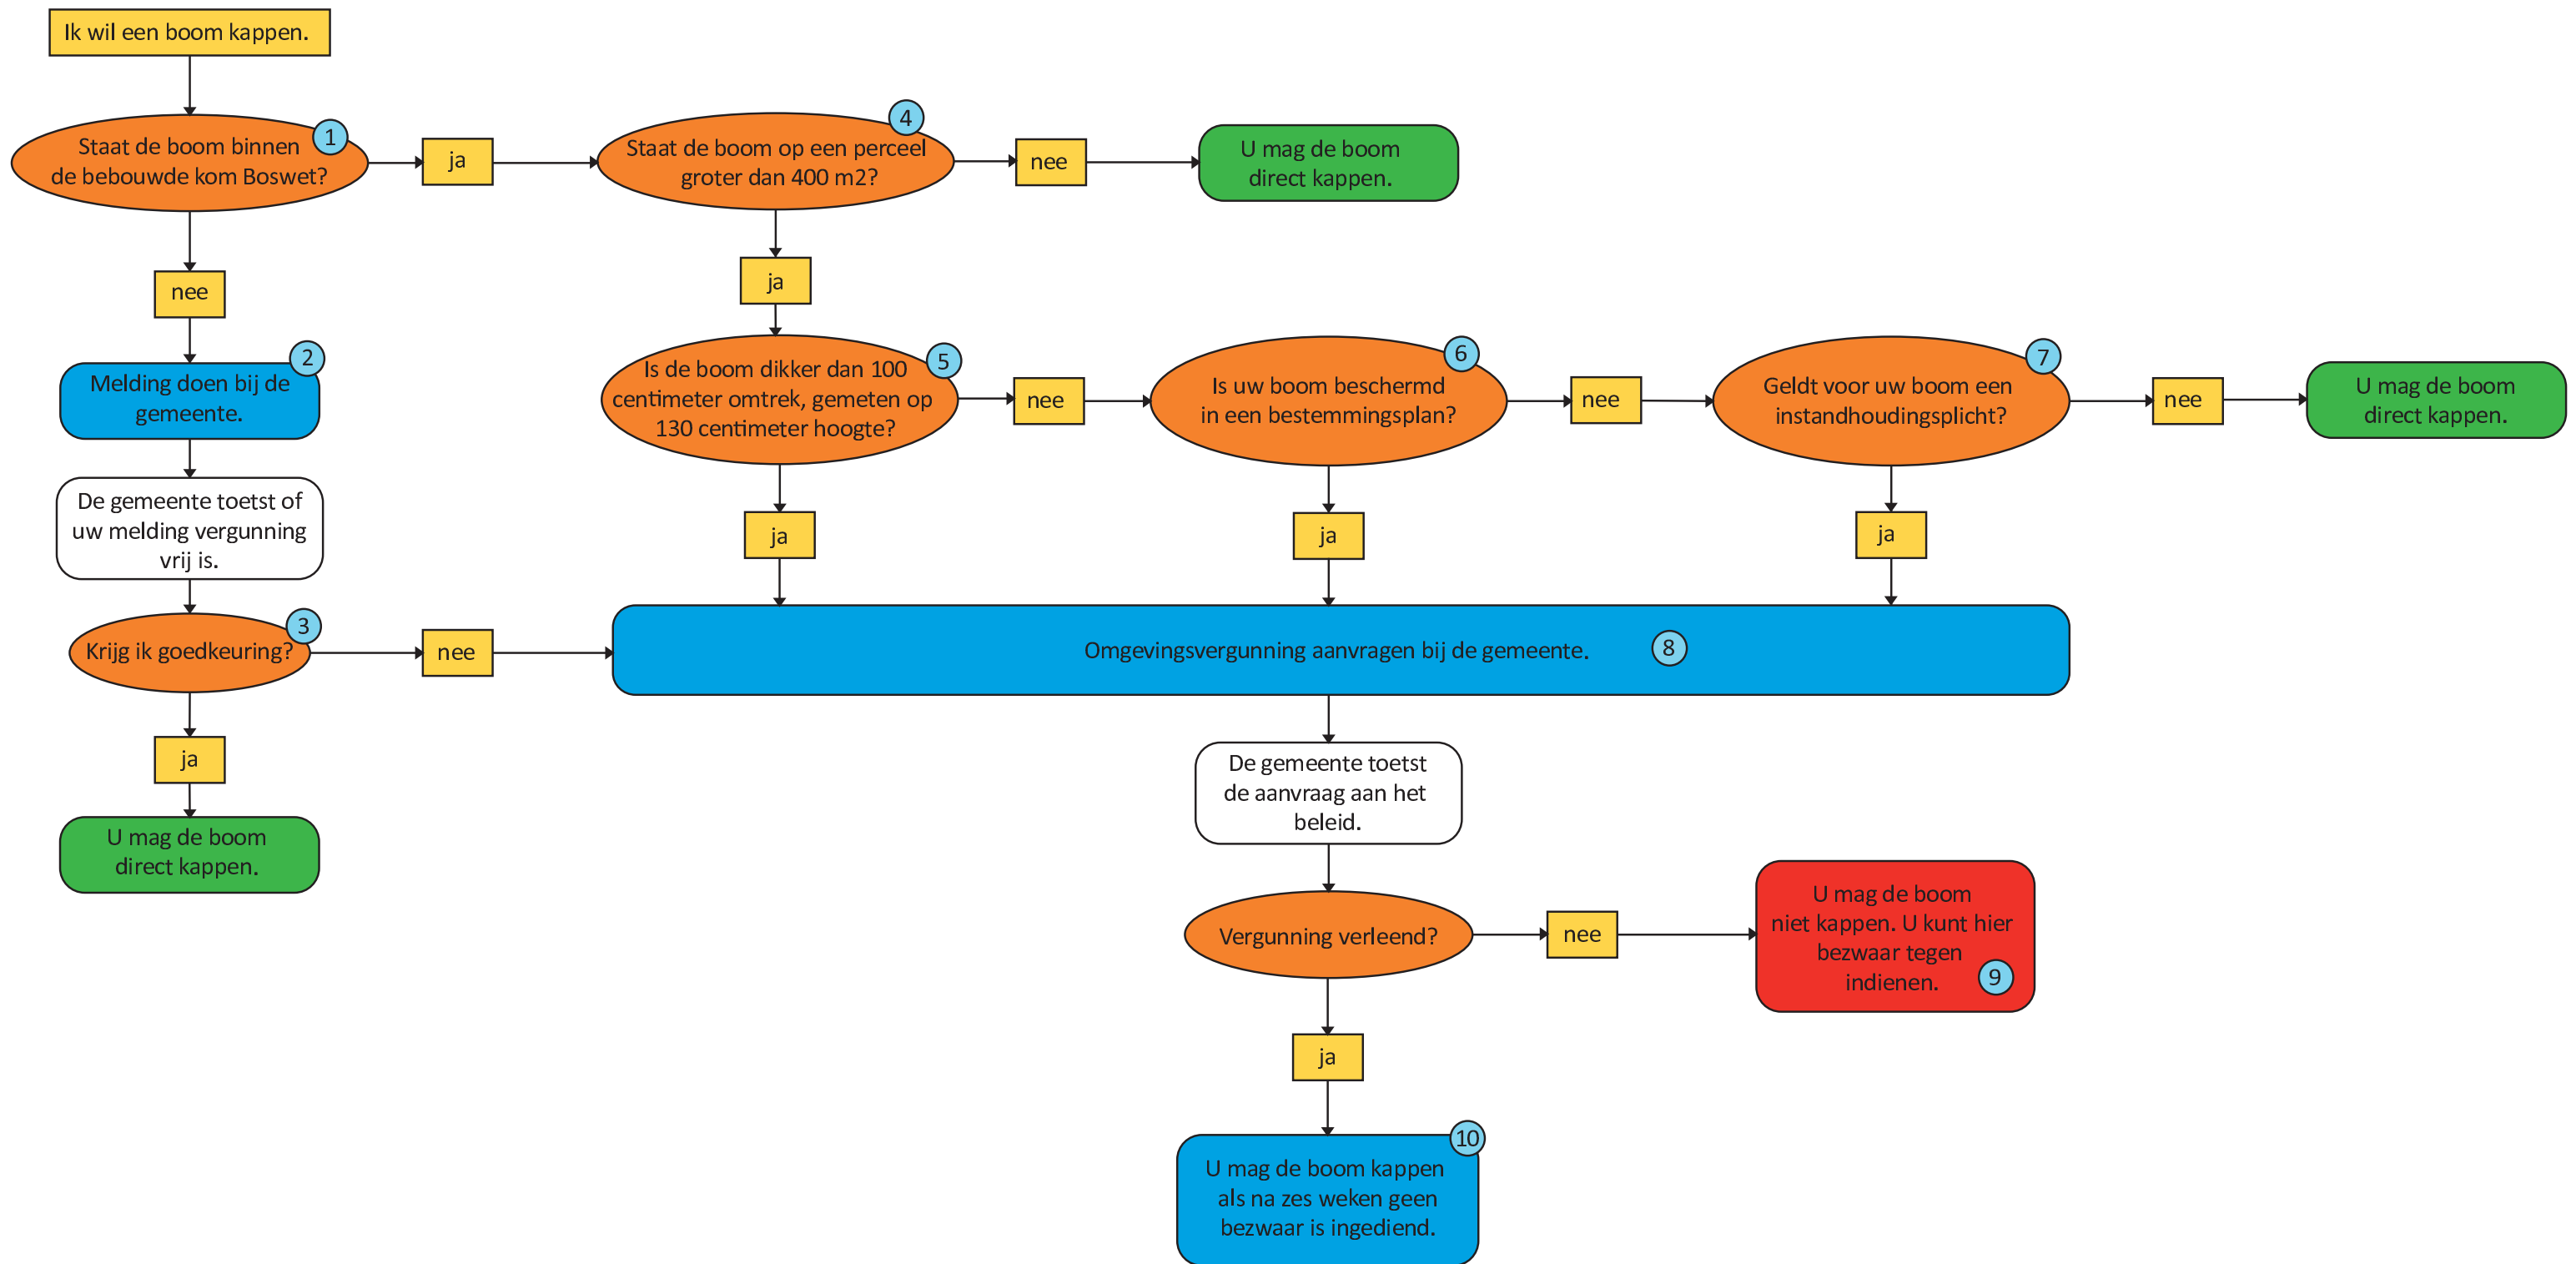 Ik wil een boom kappen.
1
Staat de boom binnen
de bebouwde kom Boswet?
ja
4
Staat de boom op een perceel
groter dan 400 m2?
nee
U mag de boom
direct kappen.
nee
ja
2
Melding doen bij de
gemeente.
5
Is de boom dikker dan 100
centimeter omtrek, gemeten op
130 centimeter hoogte?
nee
6
Is uw boom beschermd
in een bestemmingsplan?
nee
7
Geldt voor uw boom een
instandhoudingsplicht?
nee
U mag de boom
direct kappen.
De gemeente toetst of
uw melding vergunning
vrij is.
ja
ja
ja
3
Krijg ik goedkeuring?
nee
Omgevingsvergunning aanvragen bij de gemeente.
8
ja
U mag de boom
direct kappen.
De gemeente toetst
de aanvraag aan het
beleid.
Vergunning verleend?
nee
U mag de boom
niet kappen. U kunt hier
bezwaar tegen
indienen.
9
ja
10
U mag de boom kappen
als na zes weken geen
bezwaar is ingediend.